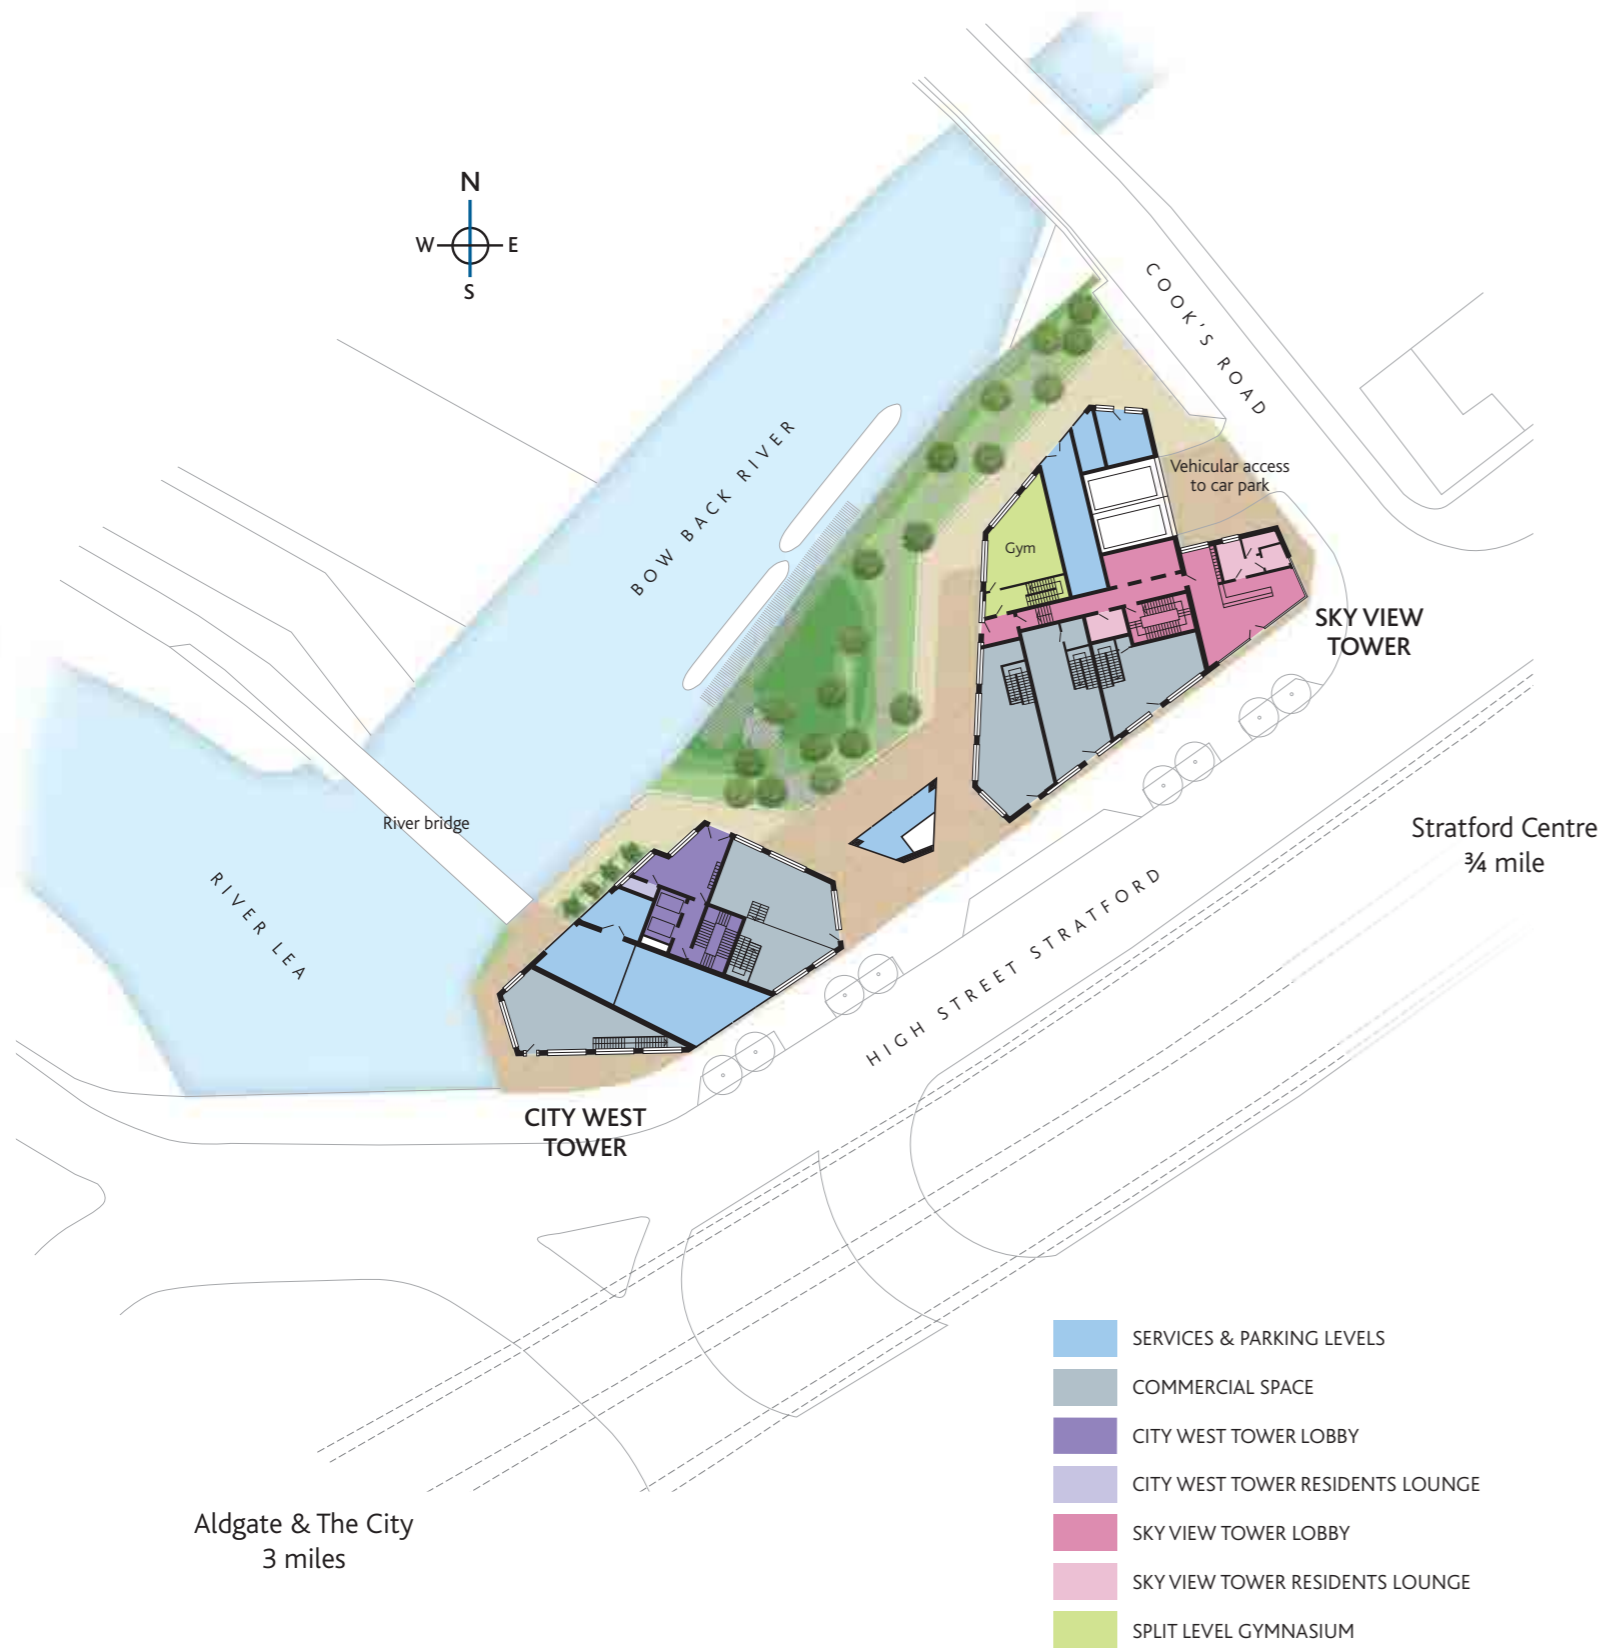 N
W
E
S
COOK'S ROAD
BOW BACK RIVER
Vehicular access
to car park
Gym
SKY VIEW
TOWER
River bridge
Stratford Centre
¾ mile
RIVER LEA
HIGH STREET STRATFORD
CITY WEST
TOWER
SERVICES & PARKING LEVELS
COMMERCIAL SPACE
CITY WEST TOWER LOBBY
CITY WEST TOWER RESIDENTS LOUNGE
SKY VIEW TOWER LOBBY
SKY VIEW TOWER RESIDENTS LOUNGE
SPLIT LEVEL GYMNASIUM
Aldgate & The City
3 miles